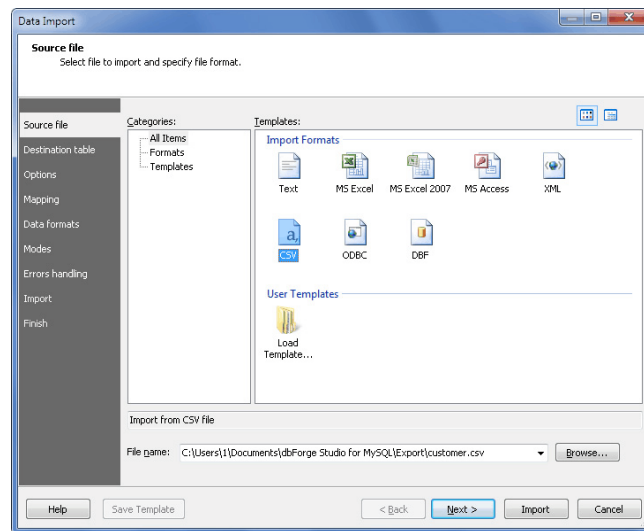 Data Import
Source file
Select file to import and specify file format.
Source file
Destination table
Options
Mapping
Data formats
Modes
Errors handling
Import
Finish
Categories:
All Items
Formats
Templates
Templates:
Import Formats
Text MS Excel MS Excel 2007 MS Access XML
CSV ODBC DBF
User Templates
Load
Template...
Import from CSV file
File name: C:\Users\1\Documents\dbForge Studio for MySQL\Export\customer.csv Browse...
Help Save Template < Back Next > Import Cancel